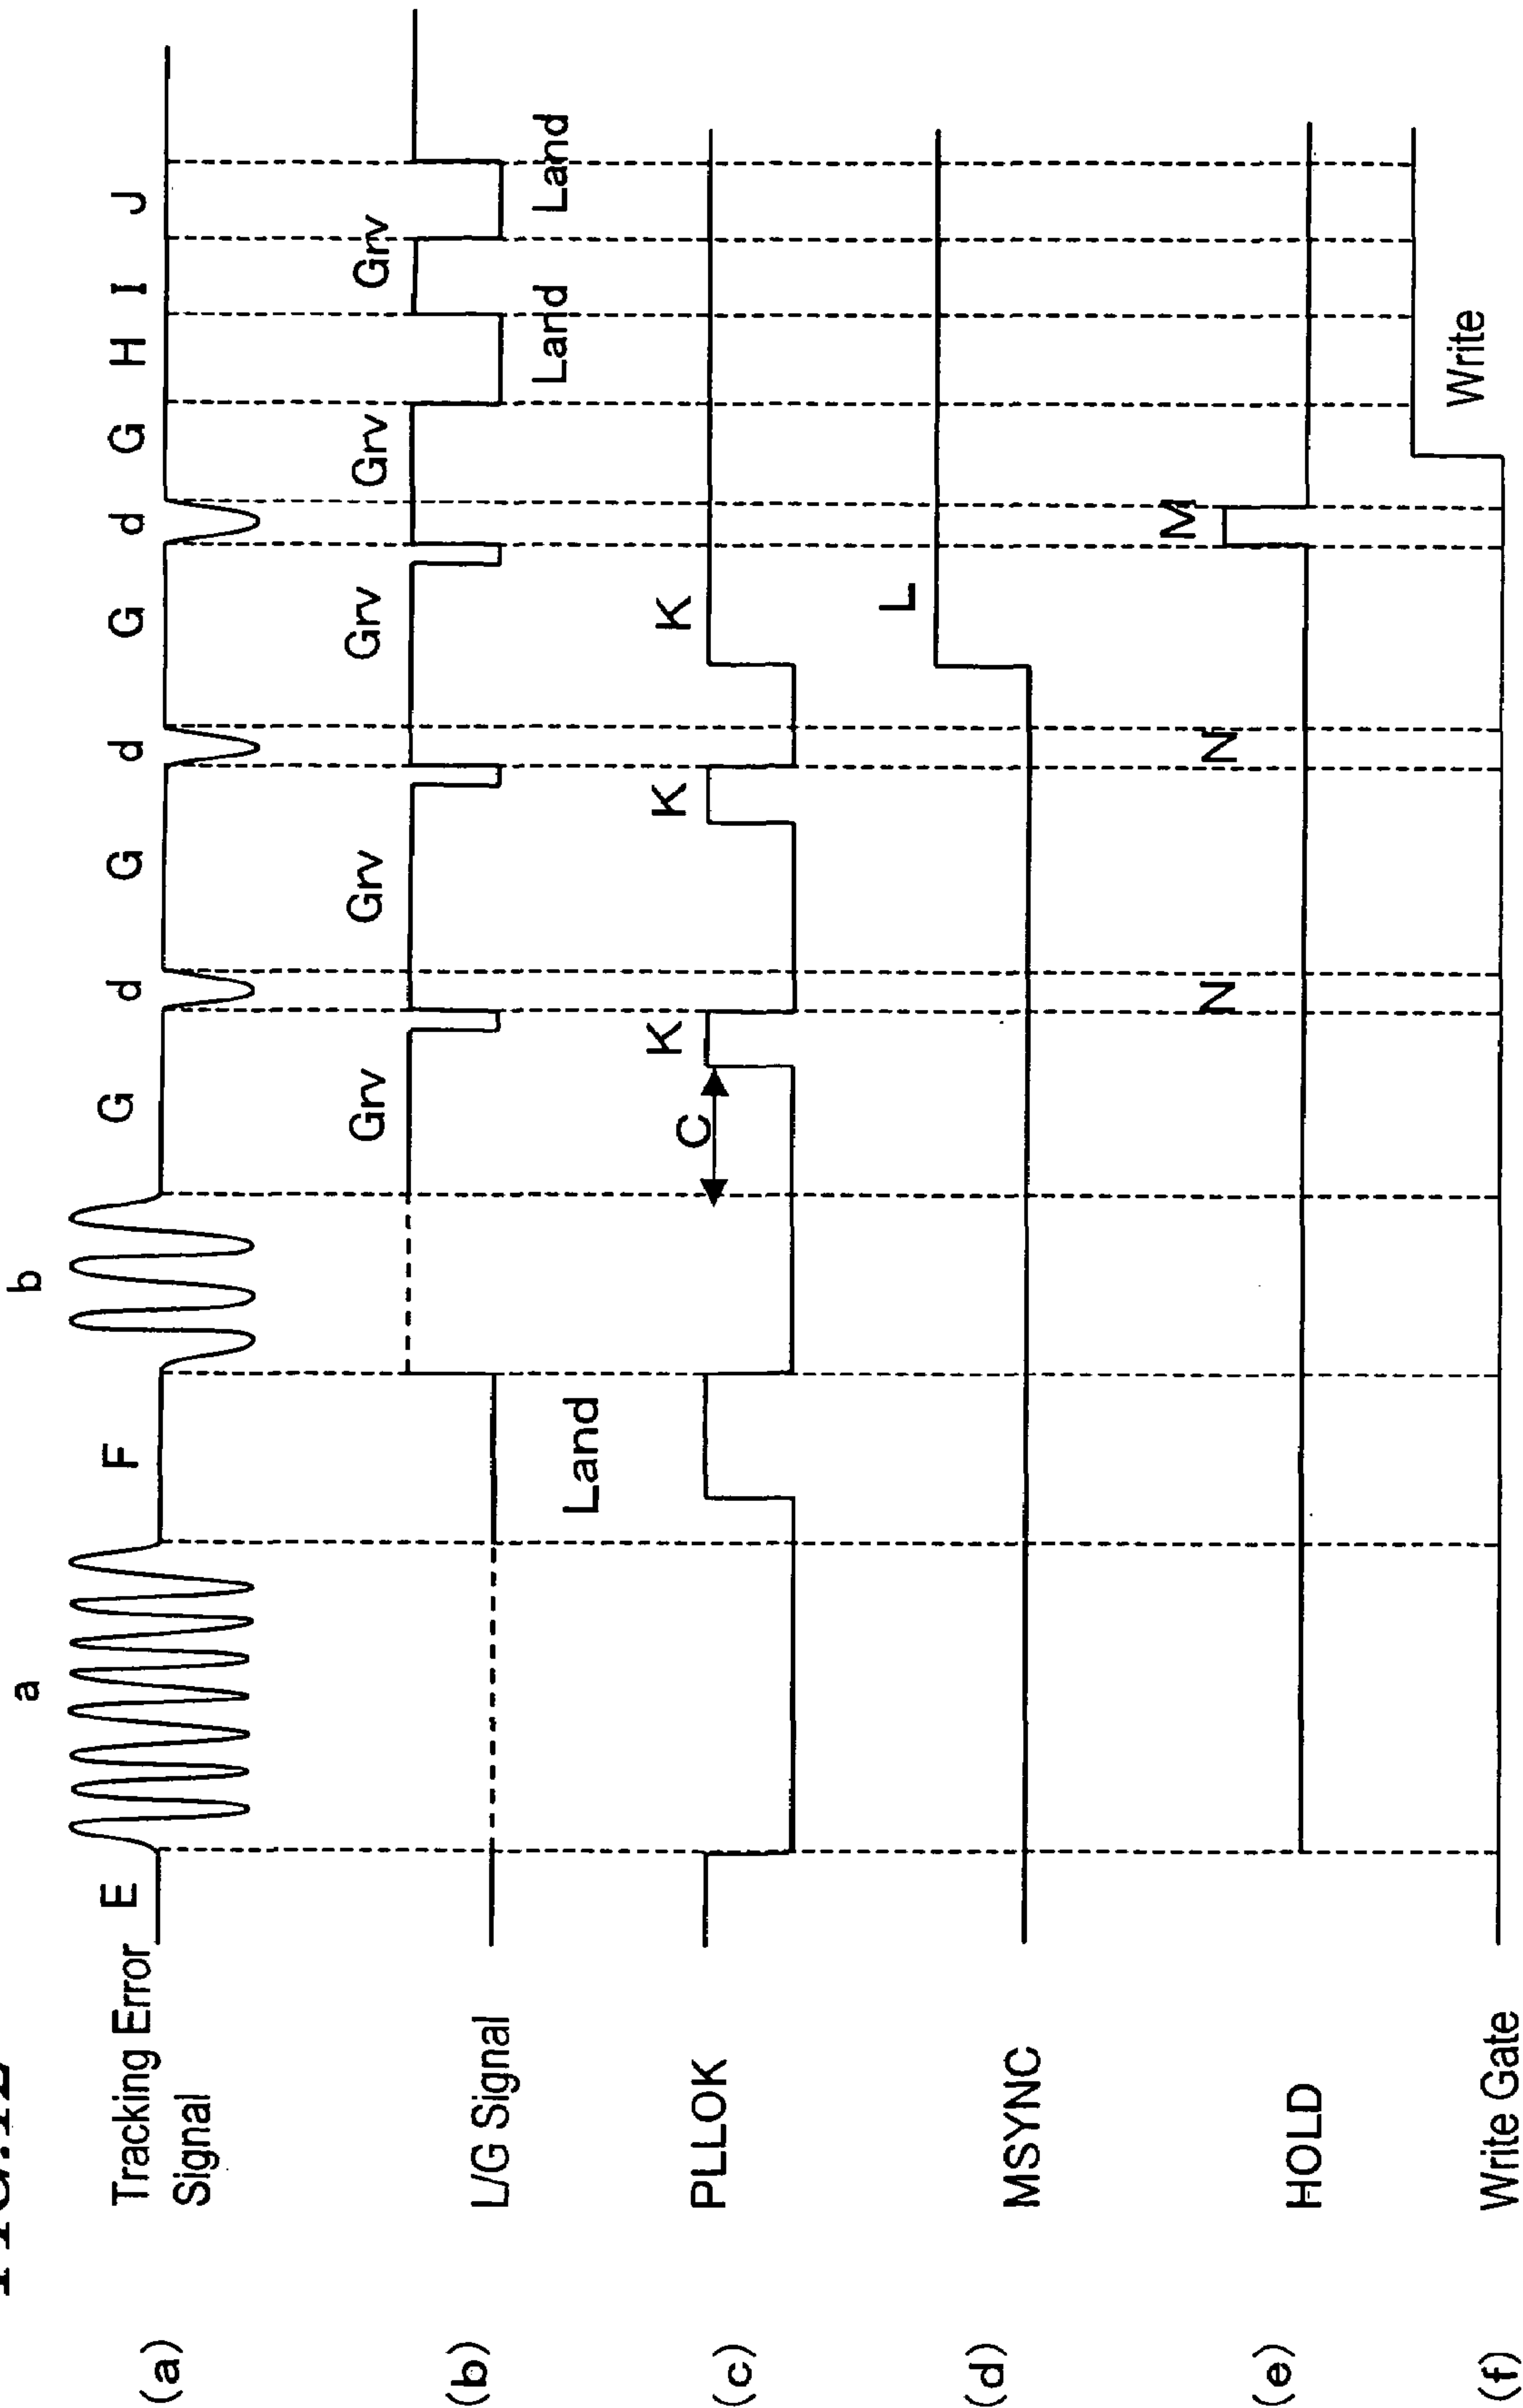 FIG.12
a b
E F G d G d G d G H I J
(a) Tracking Error
Signal
Grv Grv Grv Grv Grv
(b) L/G Signal
Land Land Land
K K K
C
(c) PLLOK
L
(d) MSYNC
N N M
(e) HOLD
Write
(f) Write Gate